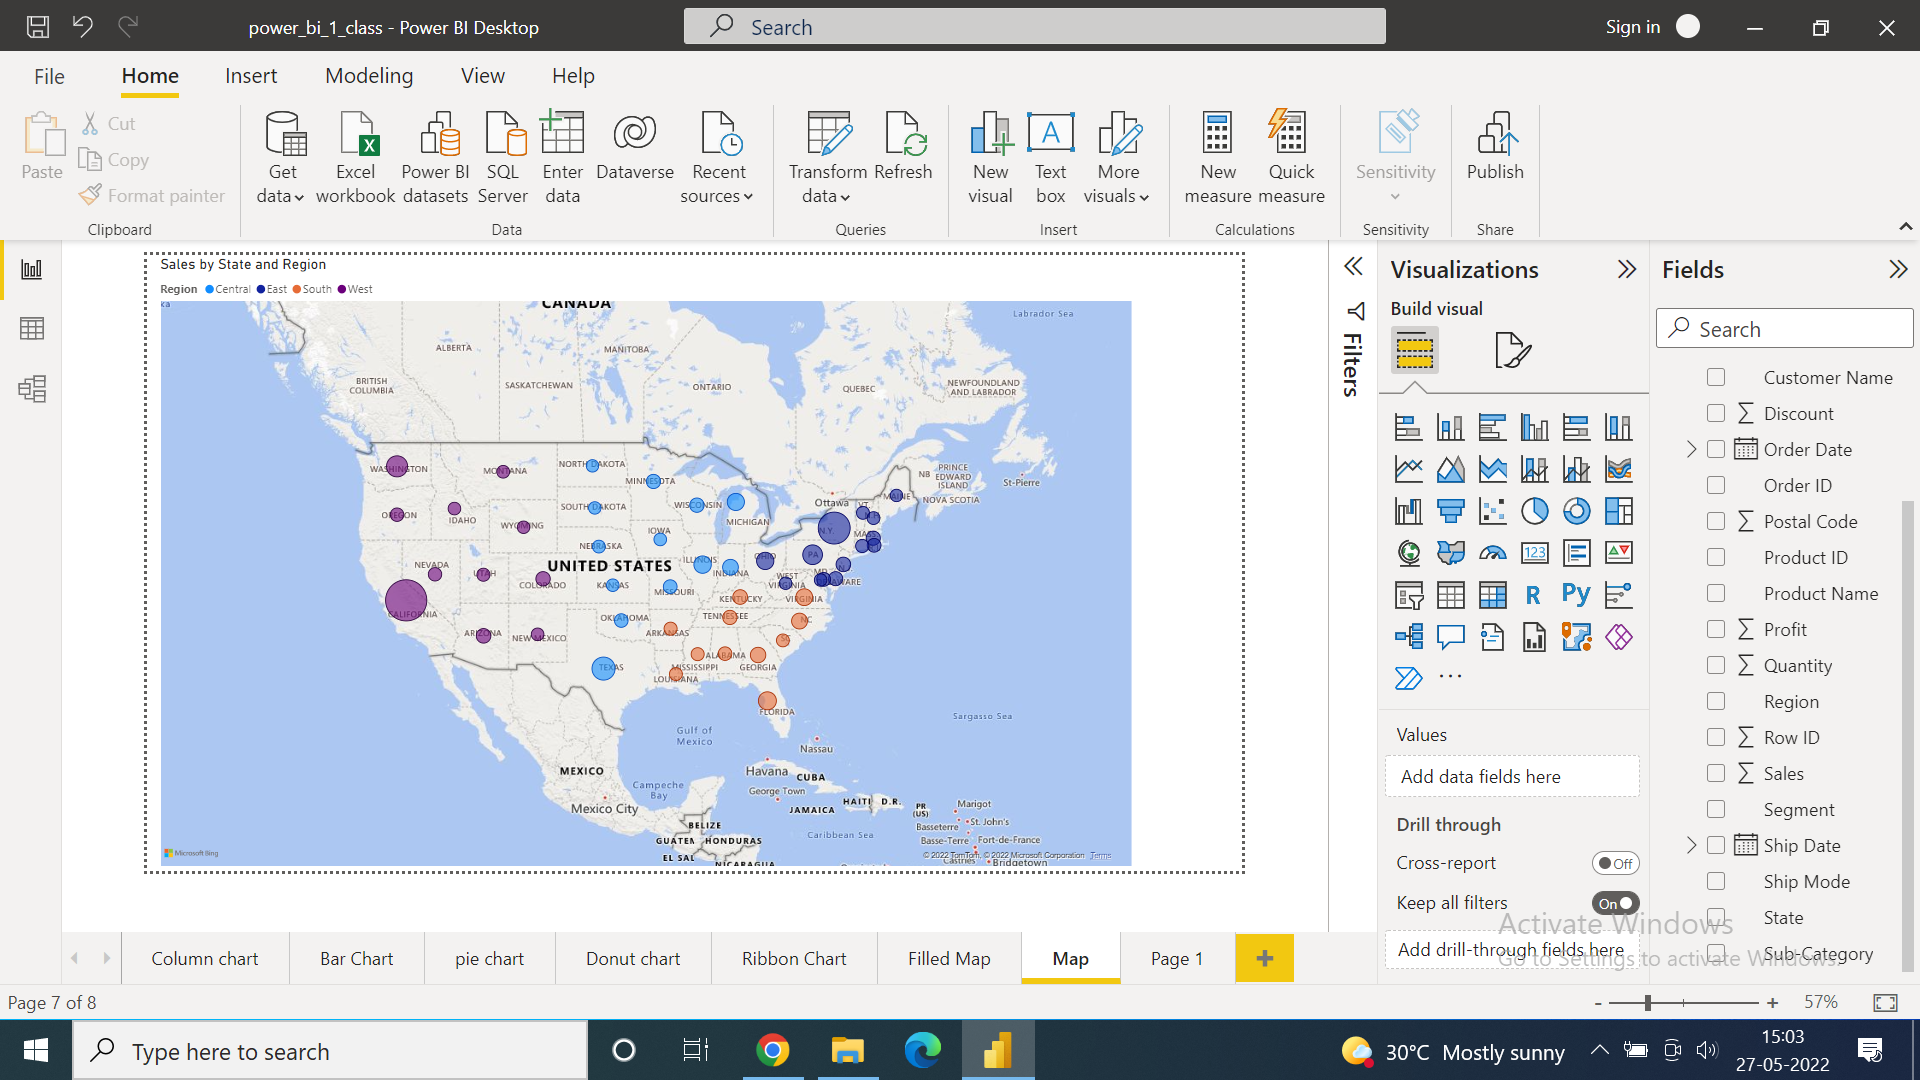 power_bi_1_class - Power BI Desktop
Search
Sign in
File Home Insert Modeling View Help
Paste
Cut
Copy
Format painter
Clipboard
Get data
Excel workbook
Power BI datasets
SQL Server
Enter data
Dataverse
Recent sources
Data
Transform data
Refresh
Queries
New visual
Text box
More visuals
Insert
New measure
Quick measure
Calculations
Sensitivity
Sensitivity
Publish
Share
Sales by State and Region
Region Central East South West
CANADA
Labrador Sea
ALBERTA
MANITOBA
BRITISH COLUMBIA
SASKATCHEWAN
ONTARIO
QUEBEC
NEWFOUNDLAND AND LABRADOR
WASHINGTON
MONTANA
NORTH DAKOTA
MINNESOTA
NB
PRINCE EDWARD ISLAND
St-Pierre
Ottawa
VT
MAINE
NOVA SCOTIA
OREGON
IDAHO
WYOMING
SOUTH DAKOTA
WISCONSIN
MICHIGAN
N.Y.
MASS
IOWA
NEBRASKA
ILLINOIS
INDIANA
OHIO
PA
NEVADA
UTAH
COLORADO
UNITED STATES
KANSAS
MISSOURI
WEST VIRGINIA
MD
DELAWARE
KENTUCKY
VIRGINIA
CALIFORNIA
ARIZONA
NEW MEXICO
OKLAHOMA
ARKANSAS
TENNESSEE
NC
SC
TEXAS
MISSISSIPPI
ALABAMA
GEORGIA
LOUISIANA
FLORIDA
Sargasso Sea
Gulf of Mexico
Nassau
MEXICO
Havana
CUBA
Campeche Bay
George Town
HAITI
D.R.
PR (US)
Marigot
Mexico City
JAMAICA
St. John's
BELIZE
Basseterre
Caribbean Sea
Basse-Terre
Fort-de-France
GUATEM
HONDURAS
EL SAL
NICARAGUA
Castries
Bridgetown
Microsoft Bing
© 2022 TomTom, © 2022 Microsoft Corporation Terms
Filters
Visualizations
Build visual
123
R
Py
...
Values
Add data fields here
Drill through
Cross-report
Off
Keep all filters
On
Add drill-through fields here
Fields
Search
Customer Name
Discount
Order Date
Order ID
Postal Code
Product ID
Product Name
Profit
Quantity
Region
Row ID
Sales
Segment
Ship Date
Ship Mode
State
Sub-Category
Activate Windows
Go to Settings to activate Windows.
Column chart
Bar Chart
pie chart
Donut chart
Ribbon Chart
Filled Map
Map
Page 1
Page 7 of 8
57%
Type here to search
30°C Mostly sunny
15:03
27-05-2022